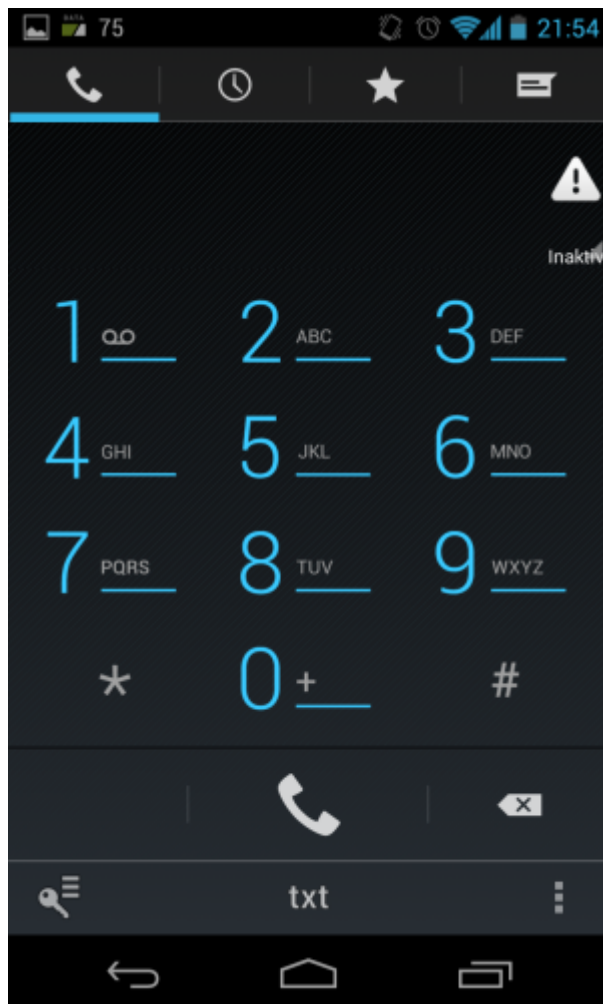 DATA 75 21:54
Inaktiv
1 2 ABC 3 DEF
4 GHI 5 JKL 6 MNO
7 PQRS 8 TUV 9 WXYZ
* 0 + #
txt